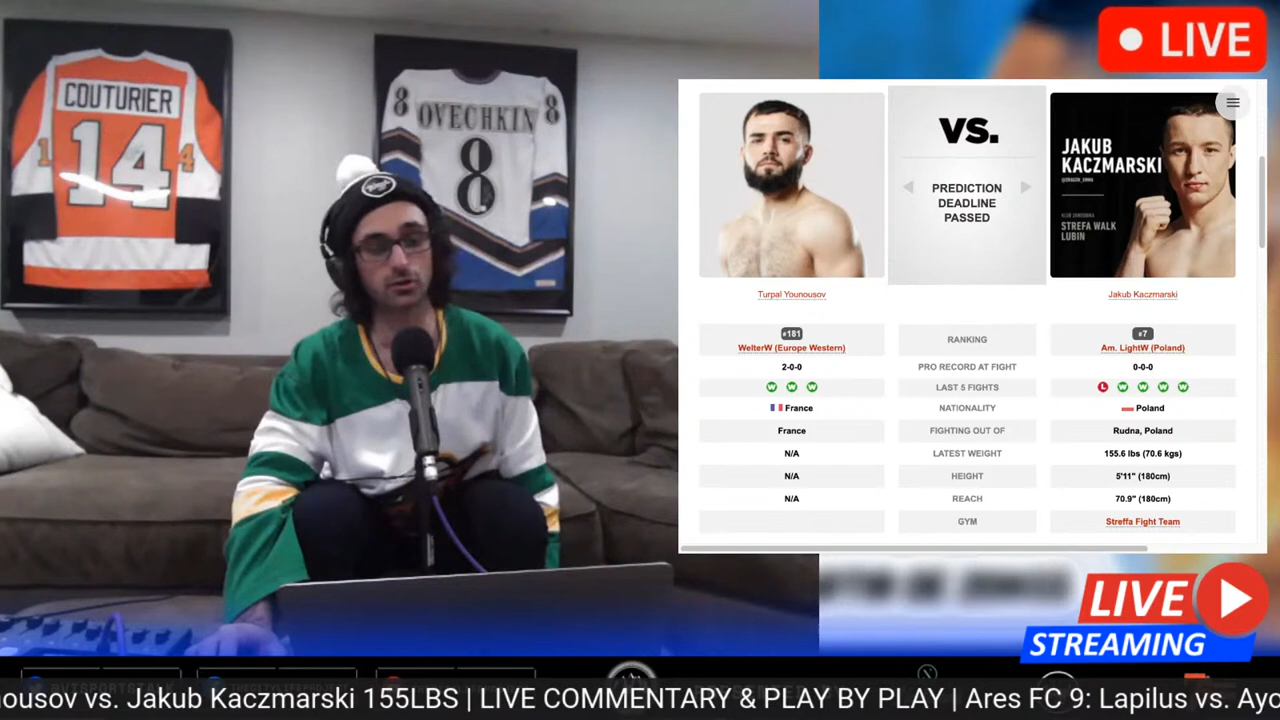 COUTURIER
14
1
4
OVECHKIN
8
8
8
LIVE
VS.
PREDICTION
DEADLINE
PASSED
JAKUB
KACZMARSKI
STREFA WALK
LUBIN
Turpal Younousov
Jakub Kaczmarski
#181
RANKING
#7
WelterW (Europe Western)
Am. LightW (Poland)
2-0-0
PRO RECORD AT FIGHT
0-0-0
W W W
LAST 5 FIGHTS
L W W W W
France
NATIONALITY
Poland
France
FIGHTING OUT OF
Rudna, Poland
N/A
LATEST WEIGHT
155.6 lbs (70.6 kgs)
N/A
HEIGHT
5'11" (180cm)
N/A
REACH
70.9" (180cm)
GYM
Streffa Fight Team
LIVE
STREAMING
nousov vs. Jakub Kaczmarski 155LBS | LIVE COMMENTARY & PLAY BY PLAY | Ares FC 9: Lapilus vs. Ayo